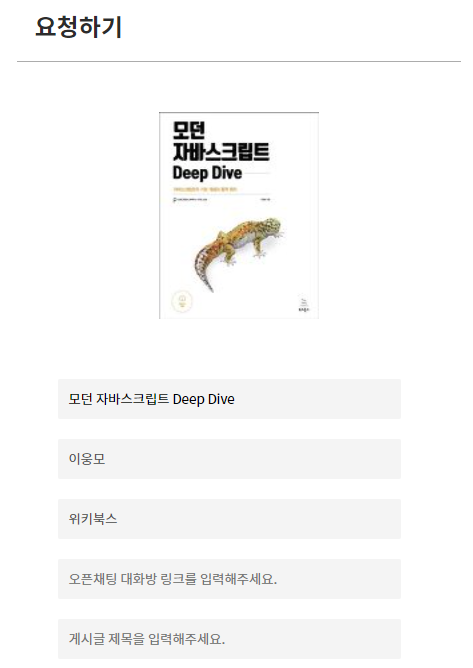 요청하기
모던
자바스크립트
Deep Dive
모던 자바스크립트 Deep Dive
이웅모
위키북스
오픈채팅 대화방 링크를 입력해주세요.
게시글 제목을 입력해주세요.